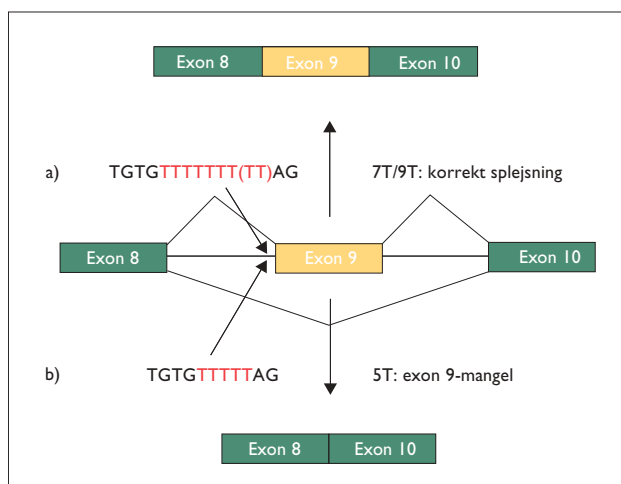 Exon 8 Exon 9 Exon 10
a) TGTGTTTTTTT(TT)AG 7T/9T: korrekt splejsning
Exon 8 Exon 9 Exon 10
b) TGTGTTTTTAG 5T: exon 9-mangel
Exon 8 Exon 10